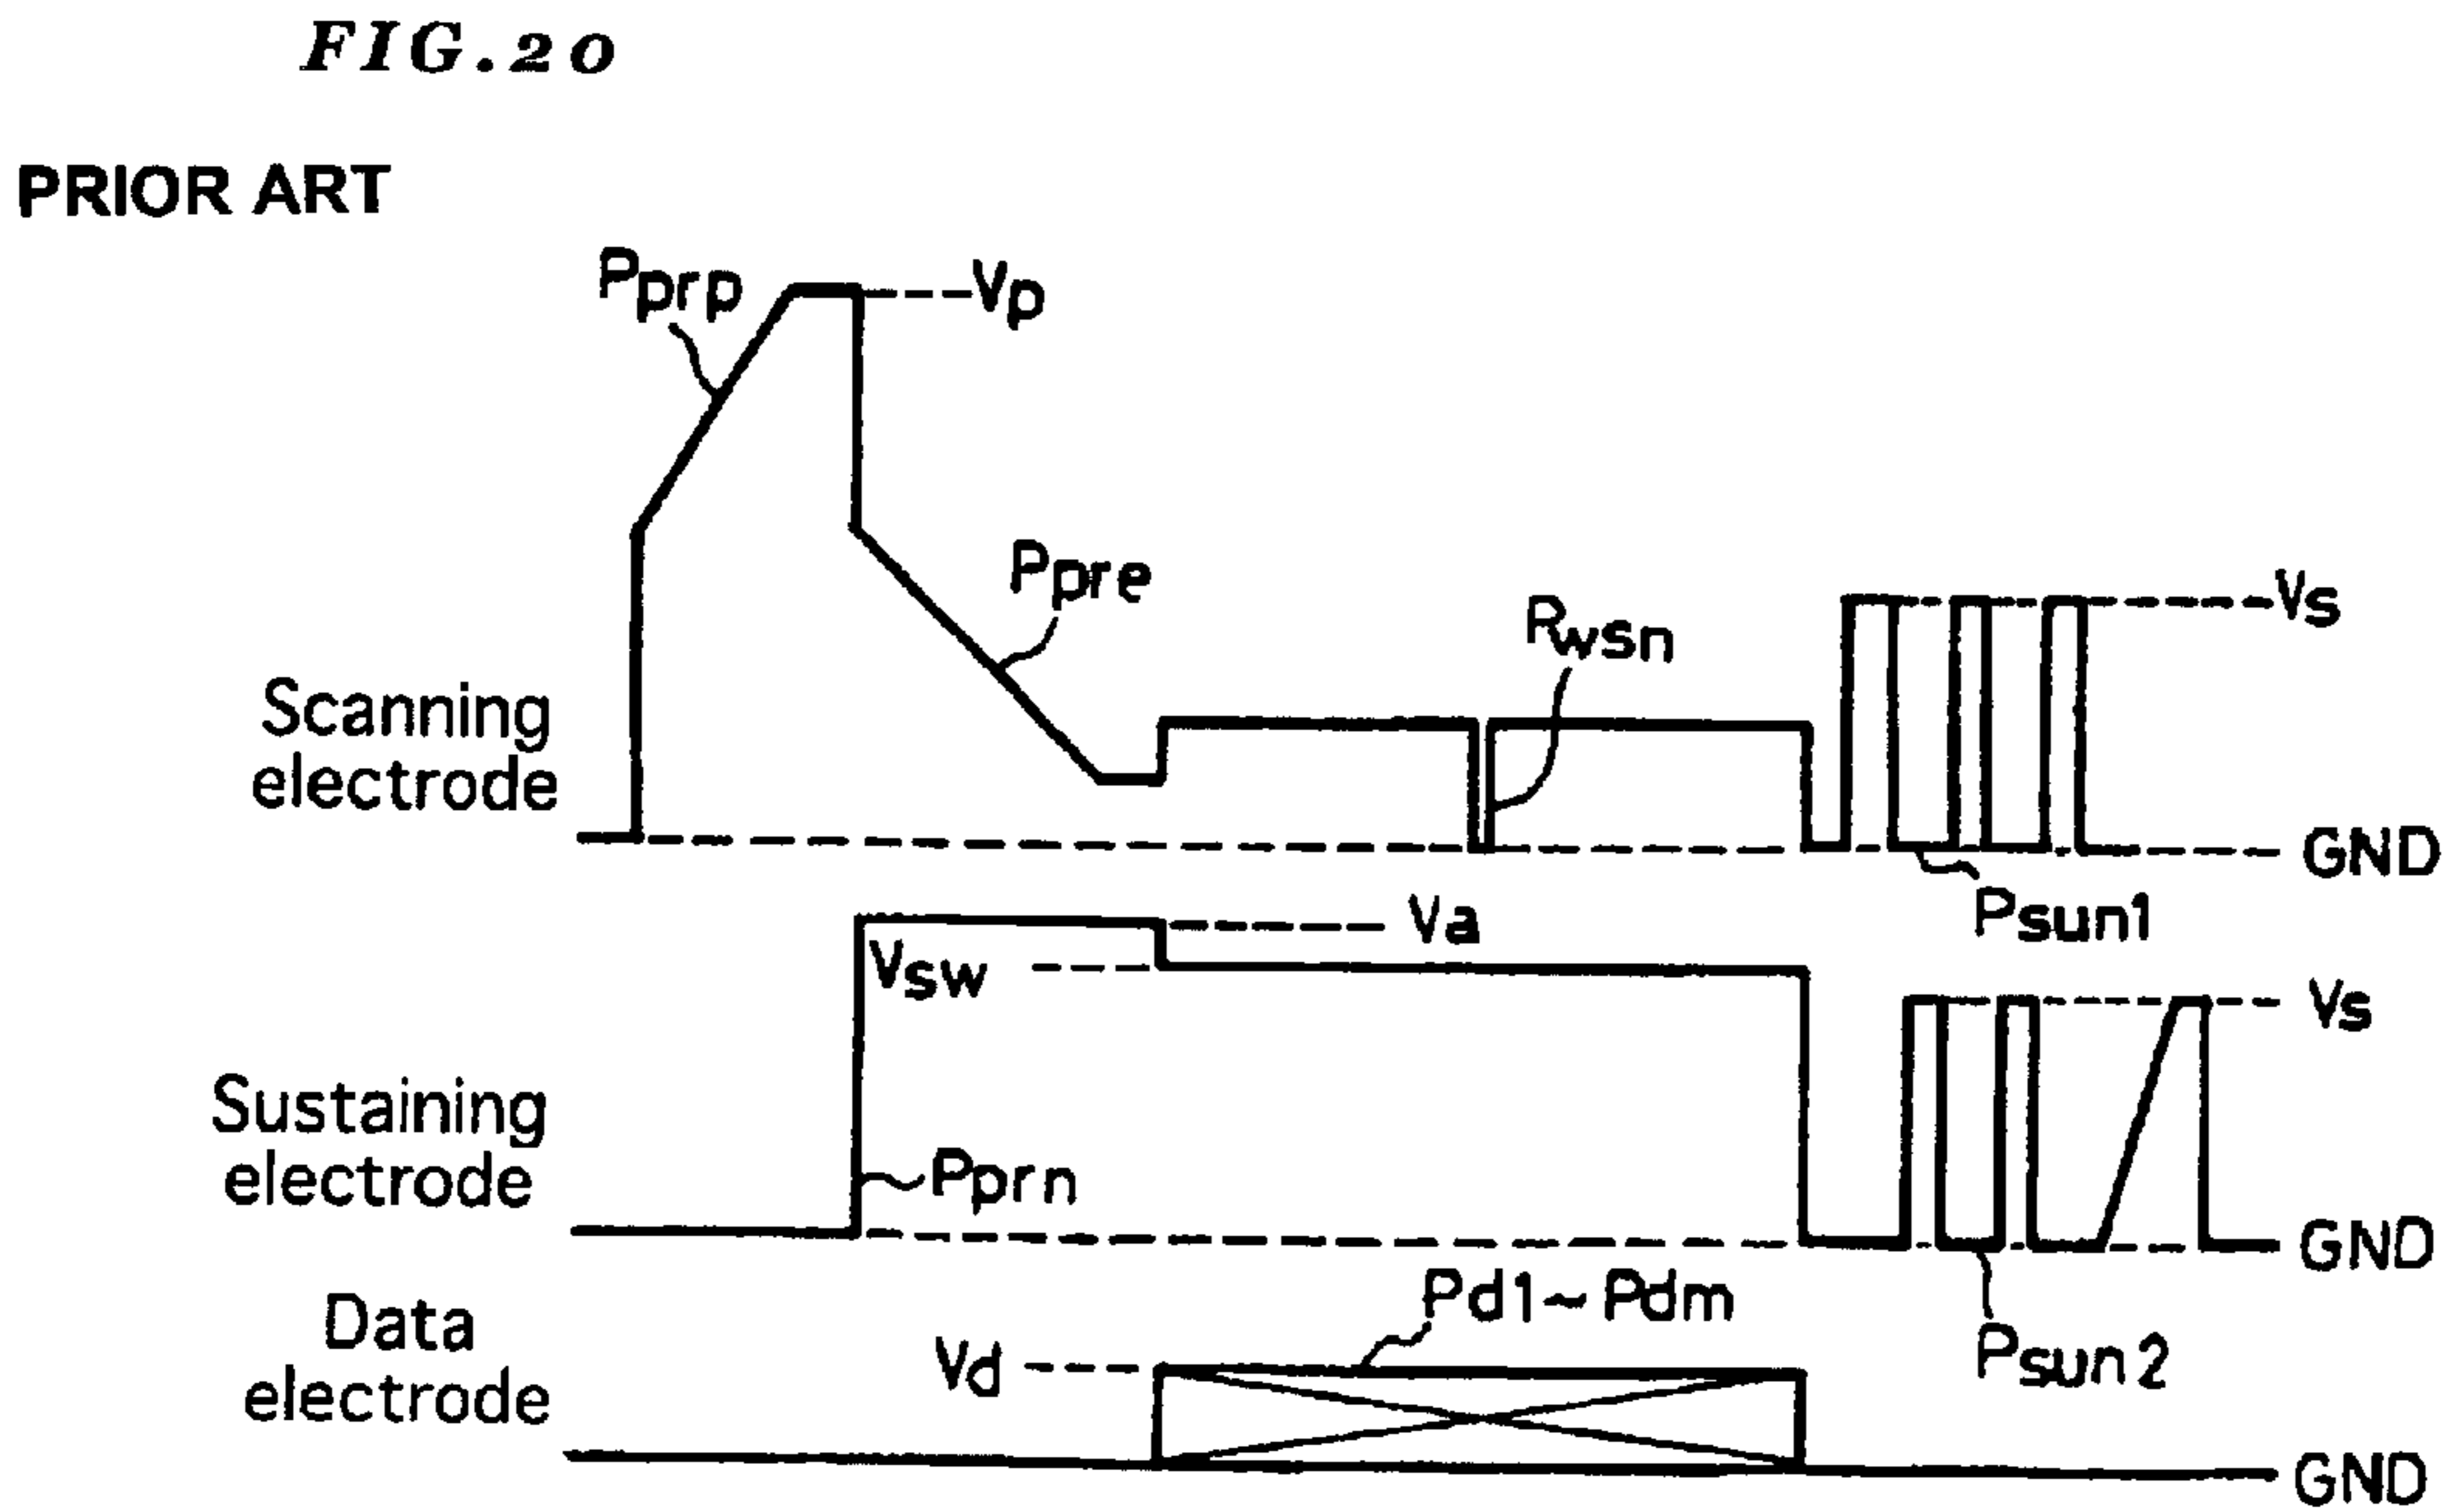 FIG.20
PRIOR ART
Pprp
Vp
Ppre
Rwsn
Vs
Scanning
electrode
GND
Psun1
Va
Vsw
Vs
Sustaining
electrode
Pprn
GND
Pd1~Pdm
Psun2
Data
electrode
Vd
GND